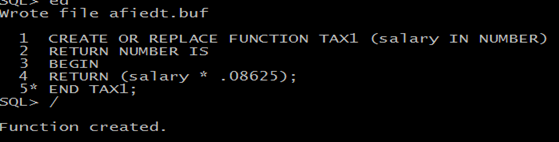 SQL> ed
Wrote file afiedt.buf
1 CREATE OR REPLACE FUNCTION TAX1 (salary IN NUMBER)
2 RETURN NUMBER IS
3 BEGIN
4 RETURN (salary * .08625);
5* END TAX1;
SQL> /
Function created.